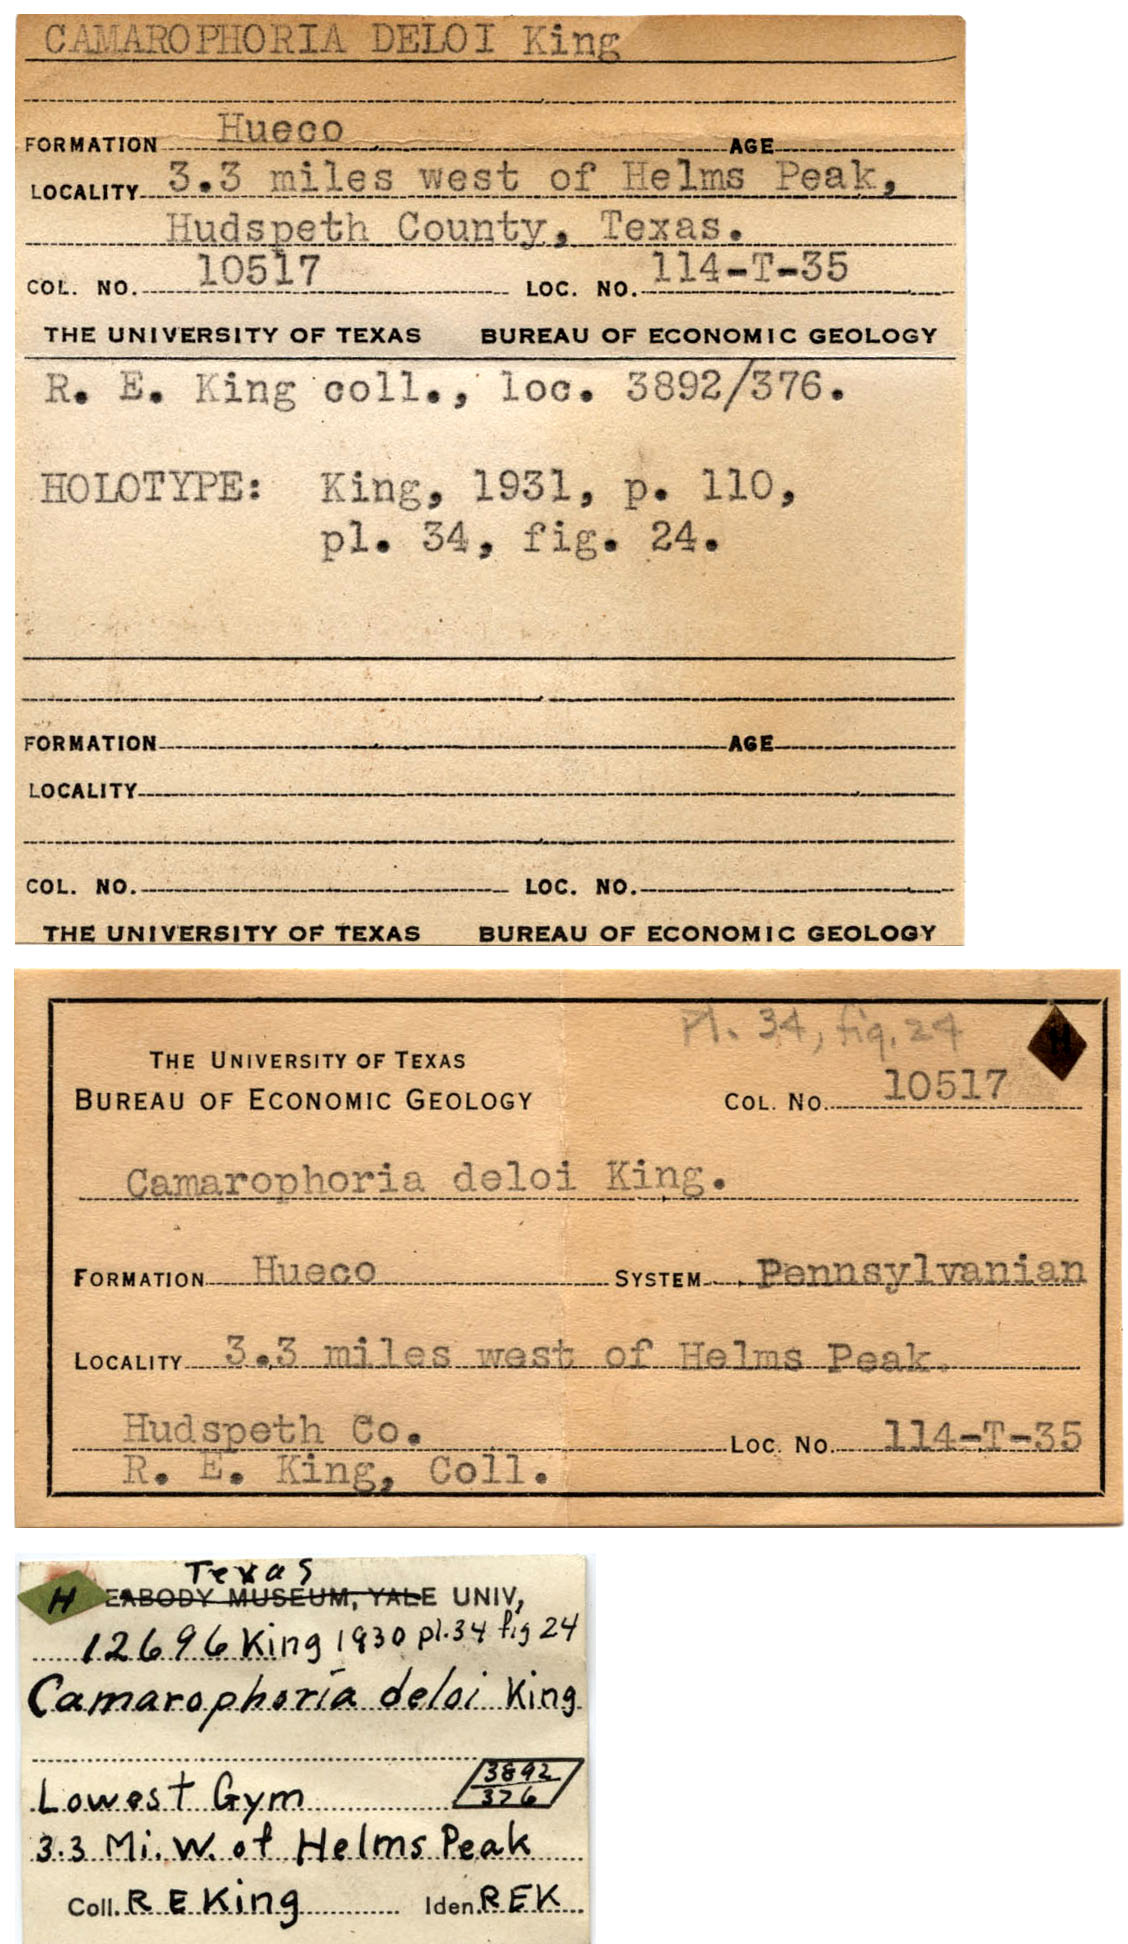 CAMAROPHORIA DELOI King
FORMATION Hueco AGE
LOCALITY 3.3 miles west of Helms Peak,
Hudspeth County, Texas.
COL. NO. 10517 LOC. NO. 114-T-35
THE UNIVERSITY OF TEXAS BUREAU OF ECONOMIC GEOLOGY
R. E. King coll., loc. 3892/376.
HOLOTYPE: King, 1931, p. 110,
pl. 34, fig. 24.
FORMATION AGE
LOCALITY
COL. NO. LOC. NO.
THE UNIVERSITY OF TEXAS BUREAU OF ECONOMIC GEOLOGY
Pl. 34, fig. 24
H
THE UNIVERSITY OF TEXAS
BUREAU OF ECONOMIC GEOLOGY COL. NO. 10517
Camarophoria deloi King.
FORMATION Hueco SYSTEM Pennsylvanian
LOCALITY 3.3 miles west of Helms Peak.
Hudspeth Co. LOC. NO. 114-T-35
R. E. King, Coll.
Texas
H EABODY MUSEUM, YALE UNIV,
12696 King 1930 pl.34 fig 24
Camarophoria deloi King
Lowest Gym 3892
376
3.3 Mi. W. of Helms Peak
Coll. R E King Iden. REK